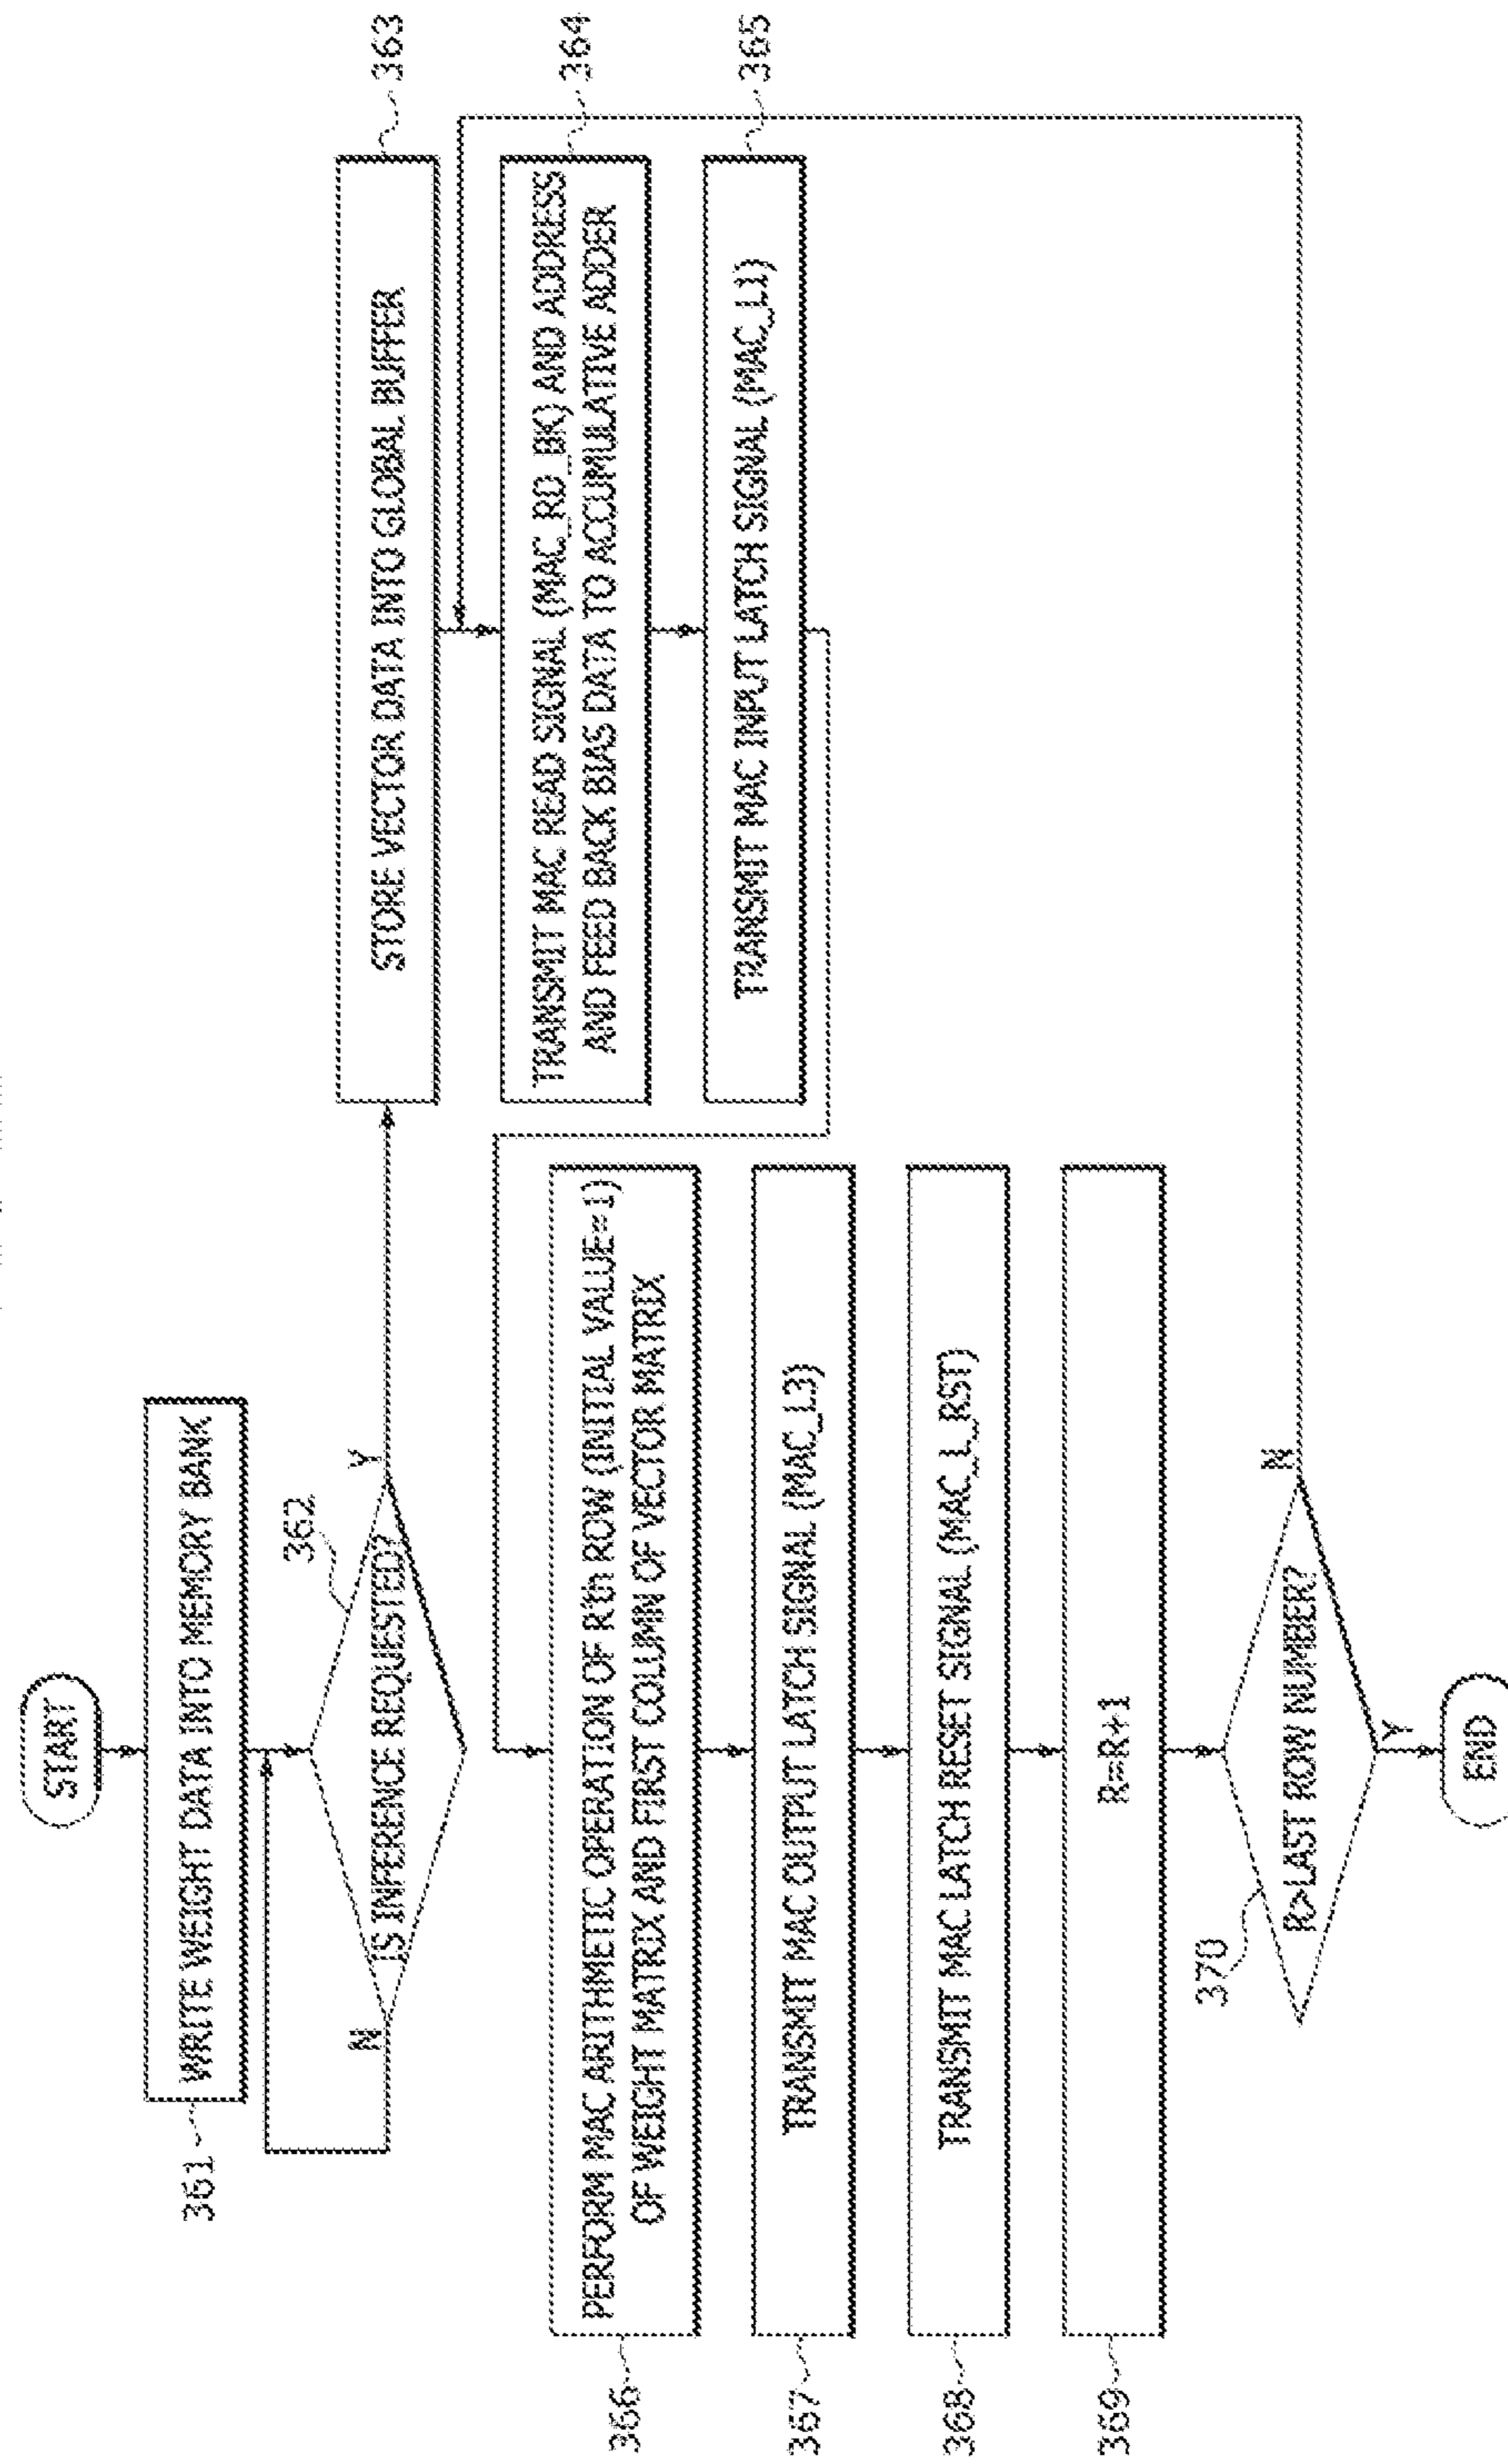 START
361
WRITE WEIGHT DATA INTO MEMORY BANK
362
IS INFERENCE REQUESTED?
N
Y
363
STORE VECTOR DATA INTO GLOBAL BUFFER
364
TRANSMIT MAC READ SIGNAL (MAC_RD_BK) AND ADDRESS
AND FEED BACK BIAS DATA TO ACCUMULATIVE ADDER
365
TRANSMIT MAC INPUT LATCH SIGNAL (MAC_L1)
366
PERFORM MAC ARITHMETIC OPERATION OF R'th ROW (INITIAL VALUE=1)
OF WEIGHT MATRIX AND FIRST COLUMN OF VECTOR MATRIX
367
TRANSMIT MAC OUTPUT LATCH SIGNAL (MAC_L3)
368
TRANSMIT MAC LATCH RESET SIGNAL (MAC_L_RST)
369
R=R+1
370
R>LAST ROW NUMBER?
N
Y
END